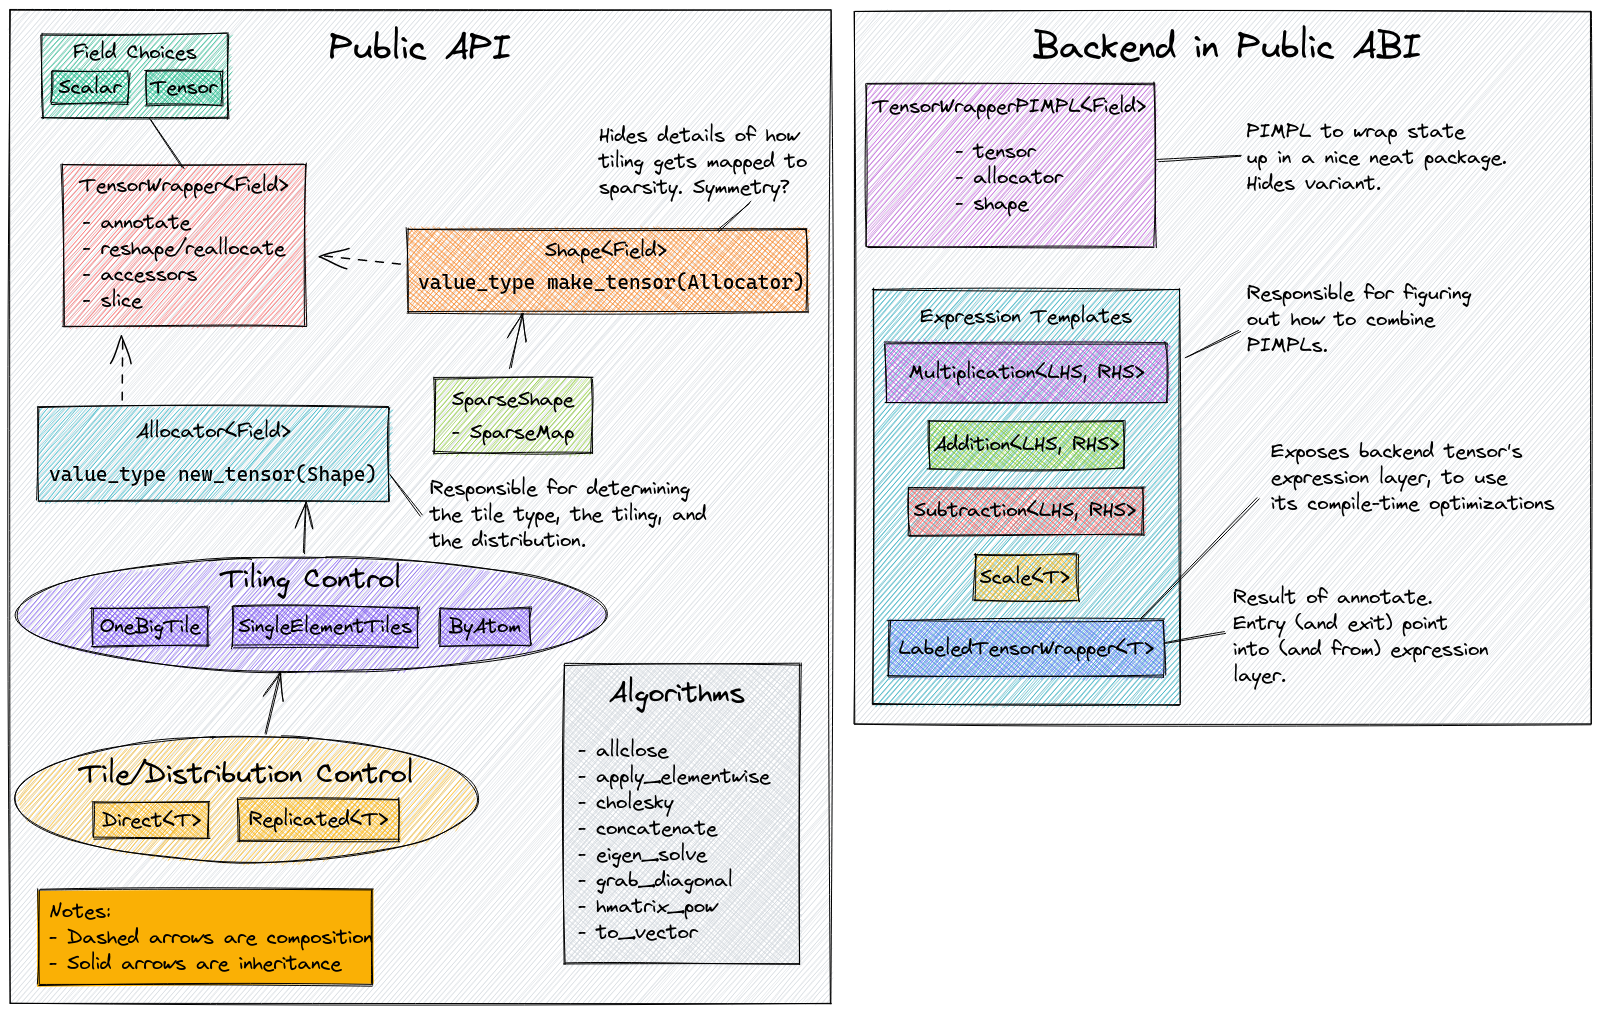 Public API
Field Choices
Scalar
Tensor
TensorWrapper<Field>
- annotate
- reshape/reallocate
- accessors
- slice
Hides details of how
tiling gets mapped to
sparsity. Symmetry?
Shape<Field>
value_type make_tensor(Allocator)
SparseShape
- SparseMap
Allocator<Field>
value_type new_tensor(Shape)
Responsible for determining
the tile type, the tiling, and
the distribution.
Tiling Control
OneBigTile
SingleElementTiles
ByAtom
Tile/Distribution Control
Direct<T>
Replicated<T>
Notes:
- Dashed arrows are composition
- Solid arrows are inheritance
Algorithms
- allclose
- apply_elementwise
- cholesky
- concatenate
- eigen_solve
- grab_diagonal
- hmatrix_pow
- to_vector
Backend in Public ABI
TensorWrapperPIMPL<Field>
- tensor
- allocator
- shape
PIMPL to wrap state
up in a nice neat package.
Hides variant.
Expression Templates
Multiplication<LHS, RHS>
Addition<LHS, RHS>
Subtraction<LHS, RHS>
Scale<T>
LabeledTensorWrapper<T>
Responsible for figuring
out how to combine
PIMPLs.
Exposes backend tensor's
expression layer, to use
its compile-time optimizations
Result of annotate.
Entry (and exit) point
into (and from) expression
layer.